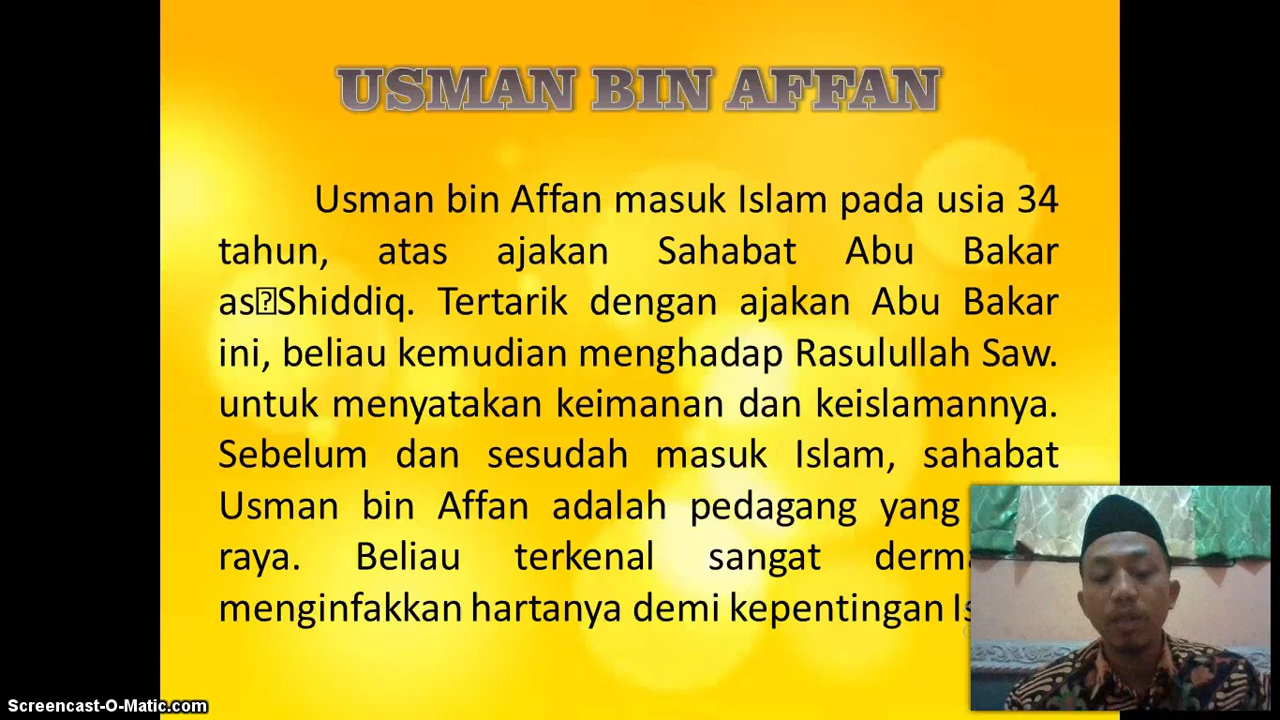 USMAN BIN AFFAN
Usman bin Affan masuk Islam pada usia 34
tahun, atas ajakan Sahabat Abu Bakar
as⍰Shiddiq. Tertarik dengan ajakan Abu Bakar
ini, beliau kemudian menghadap Rasulullah Saw.
untuk menyatakan keimanan dan keislamannya.
Sebelum dan sesudah masuk Islam, sahabat
Usman bin Affan adalah pedagang yang
raya. Beliau terkenal sangat
menginfakkan hartanya demi kepentingan
Screencast-O-Matic.com